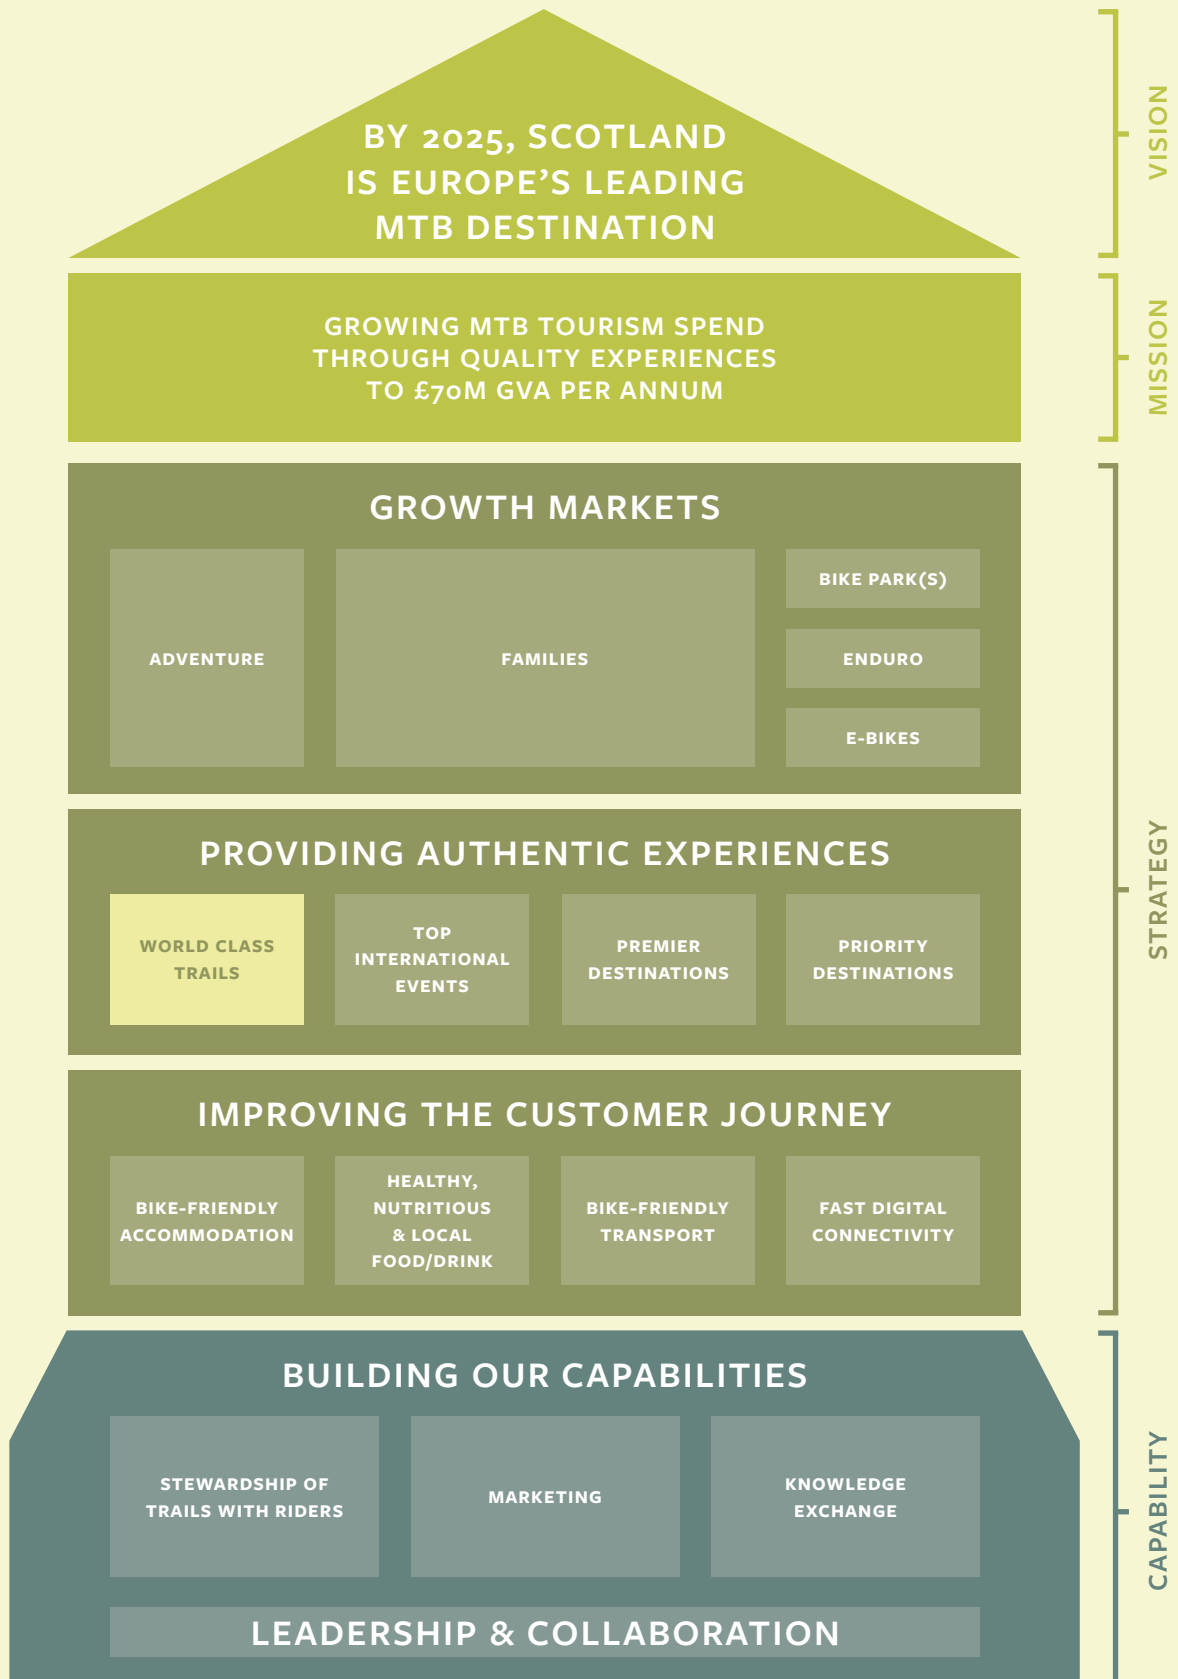 BY 2025, SCOTLAND
IS EUROPE’S LEADING
MTB DESTINATION
VISION
GROWING MTB TOURISM SPEND
THROUGH QUALITY EXPERIENCES
TO £70M GVA PER ANNUM
MISSION
GROWTH MARKETS
ADVENTURE
FAMILIES
BIKE PARK(S)
ENDURO
E-BIKES
PROVIDING AUTHENTIC EXPERIENCES
WORLD CLASS
TRAILS
TOP
INTERNATIONAL
EVENTS
PREMIER
DESTINATIONS
PRIORITY
DESTINATIONS
IMPROVING THE CUSTOMER JOURNEY
BIKE-FRIENDLY
ACCOMMODATION
HEALTHY,
NUTRITIOUS
& LOCAL
FOOD/DRINK
BIKE-FRIENDLY
TRANSPORT
FAST DIGITAL
CONNECTIVITY
STRATEGY
BUILDING OUR CAPABILITIES
STEWARDSHIP OF
TRAILS WITH RIDERS
MARKETING
KNOWLEDGE
EXCHANGE
LEADERSHIP & COLLABORATION
CAPABILITY